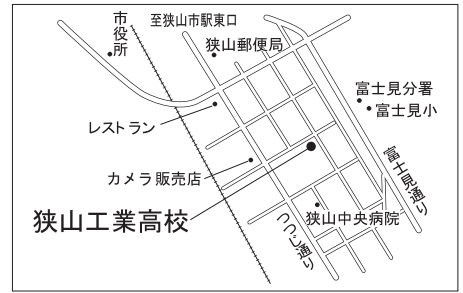 市役所
至狭山市駅東口
狭山郵便局
富士見分署
富士見小
レストラン
カメラ販売店
富士見通り
狭山工業高校
狭山中央病院
つつじ通り